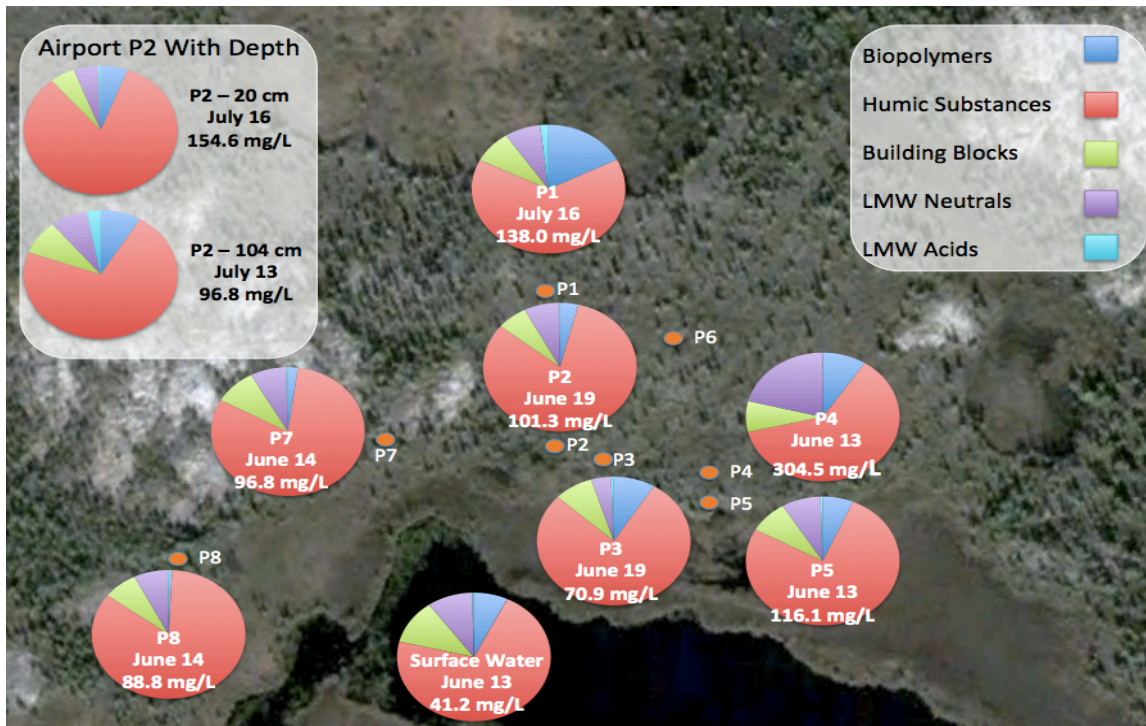 Airport P2 With Depth
P2 – 20 cm
July 16
154.6 mg/L
P2 – 104 cm
July 13
96.8 mg/L
Biopolymers
Humic Substances
Building Blocks
LMW Neutrals
LMW Acids
P1
July 16
138.0 mg/L
P1
P6
P2
June 19
101.3 mg/L
P4
June 13
304.5 mg/L
P7
June 14
96.8 mg/L
P7
P2
P3
P4
P5
P3
June 19
70.9 mg/L
P5
June 13
116.1 mg/L
P8
P8
June 14
88.8 mg/L
Surface Water
June 13
41.2 mg/L